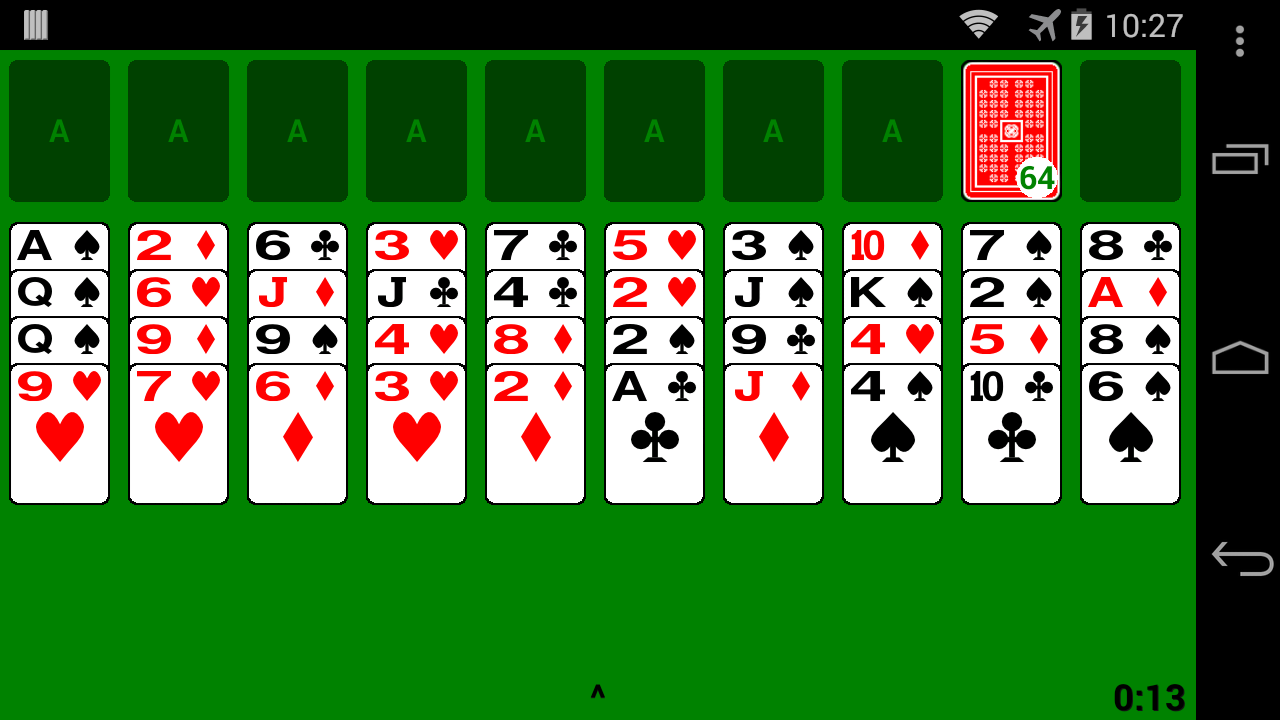 10:27
A A A A A A A A 64
A 2 6 3 7 5 3 10 7 8
Q 6 J J 4 2 J K 2 A
Q 9 9 4 8 2 9 4 5 8
9 7 6 3 2 A J 4 10 6
^
0:13